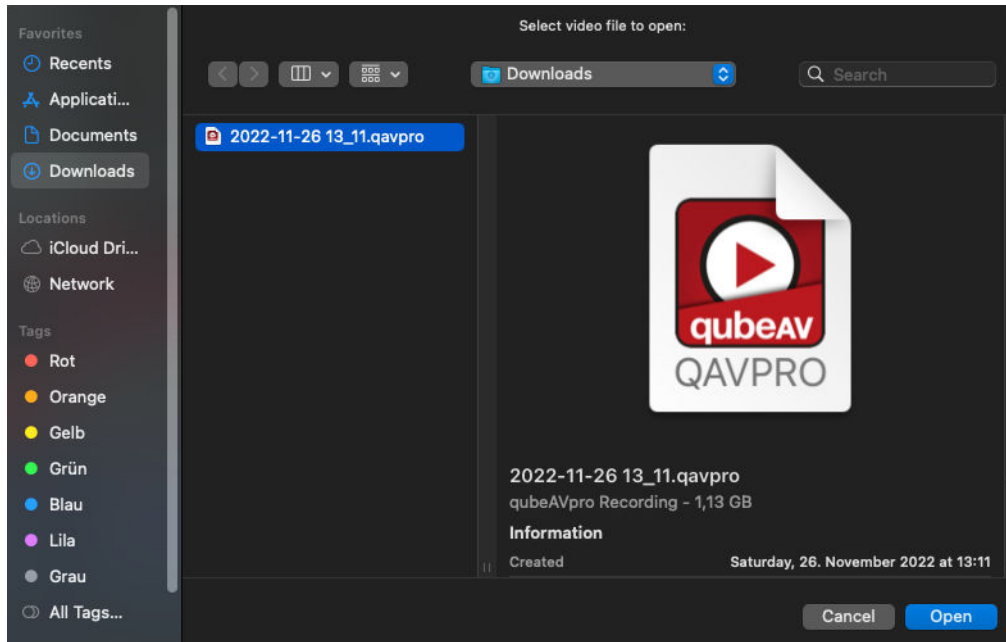 Select video file to open:
Favorites
Recents
Applicati...
Documents
Downloads
Locations
iCloud Dri...
Network
Tags
Rot
Orange
Gelb
Grün
Blau
Lila
Grau
All Tags...
Downloads
Search
2022-11-26 13_11.qavpro
qubeAV
QAVPRO
2022-11-26 13_11.qavpro
qubeAVpro Recording - 1,13 GB
Information
Created Saturday, 26. November 2022 at 13:11
Cancel Open